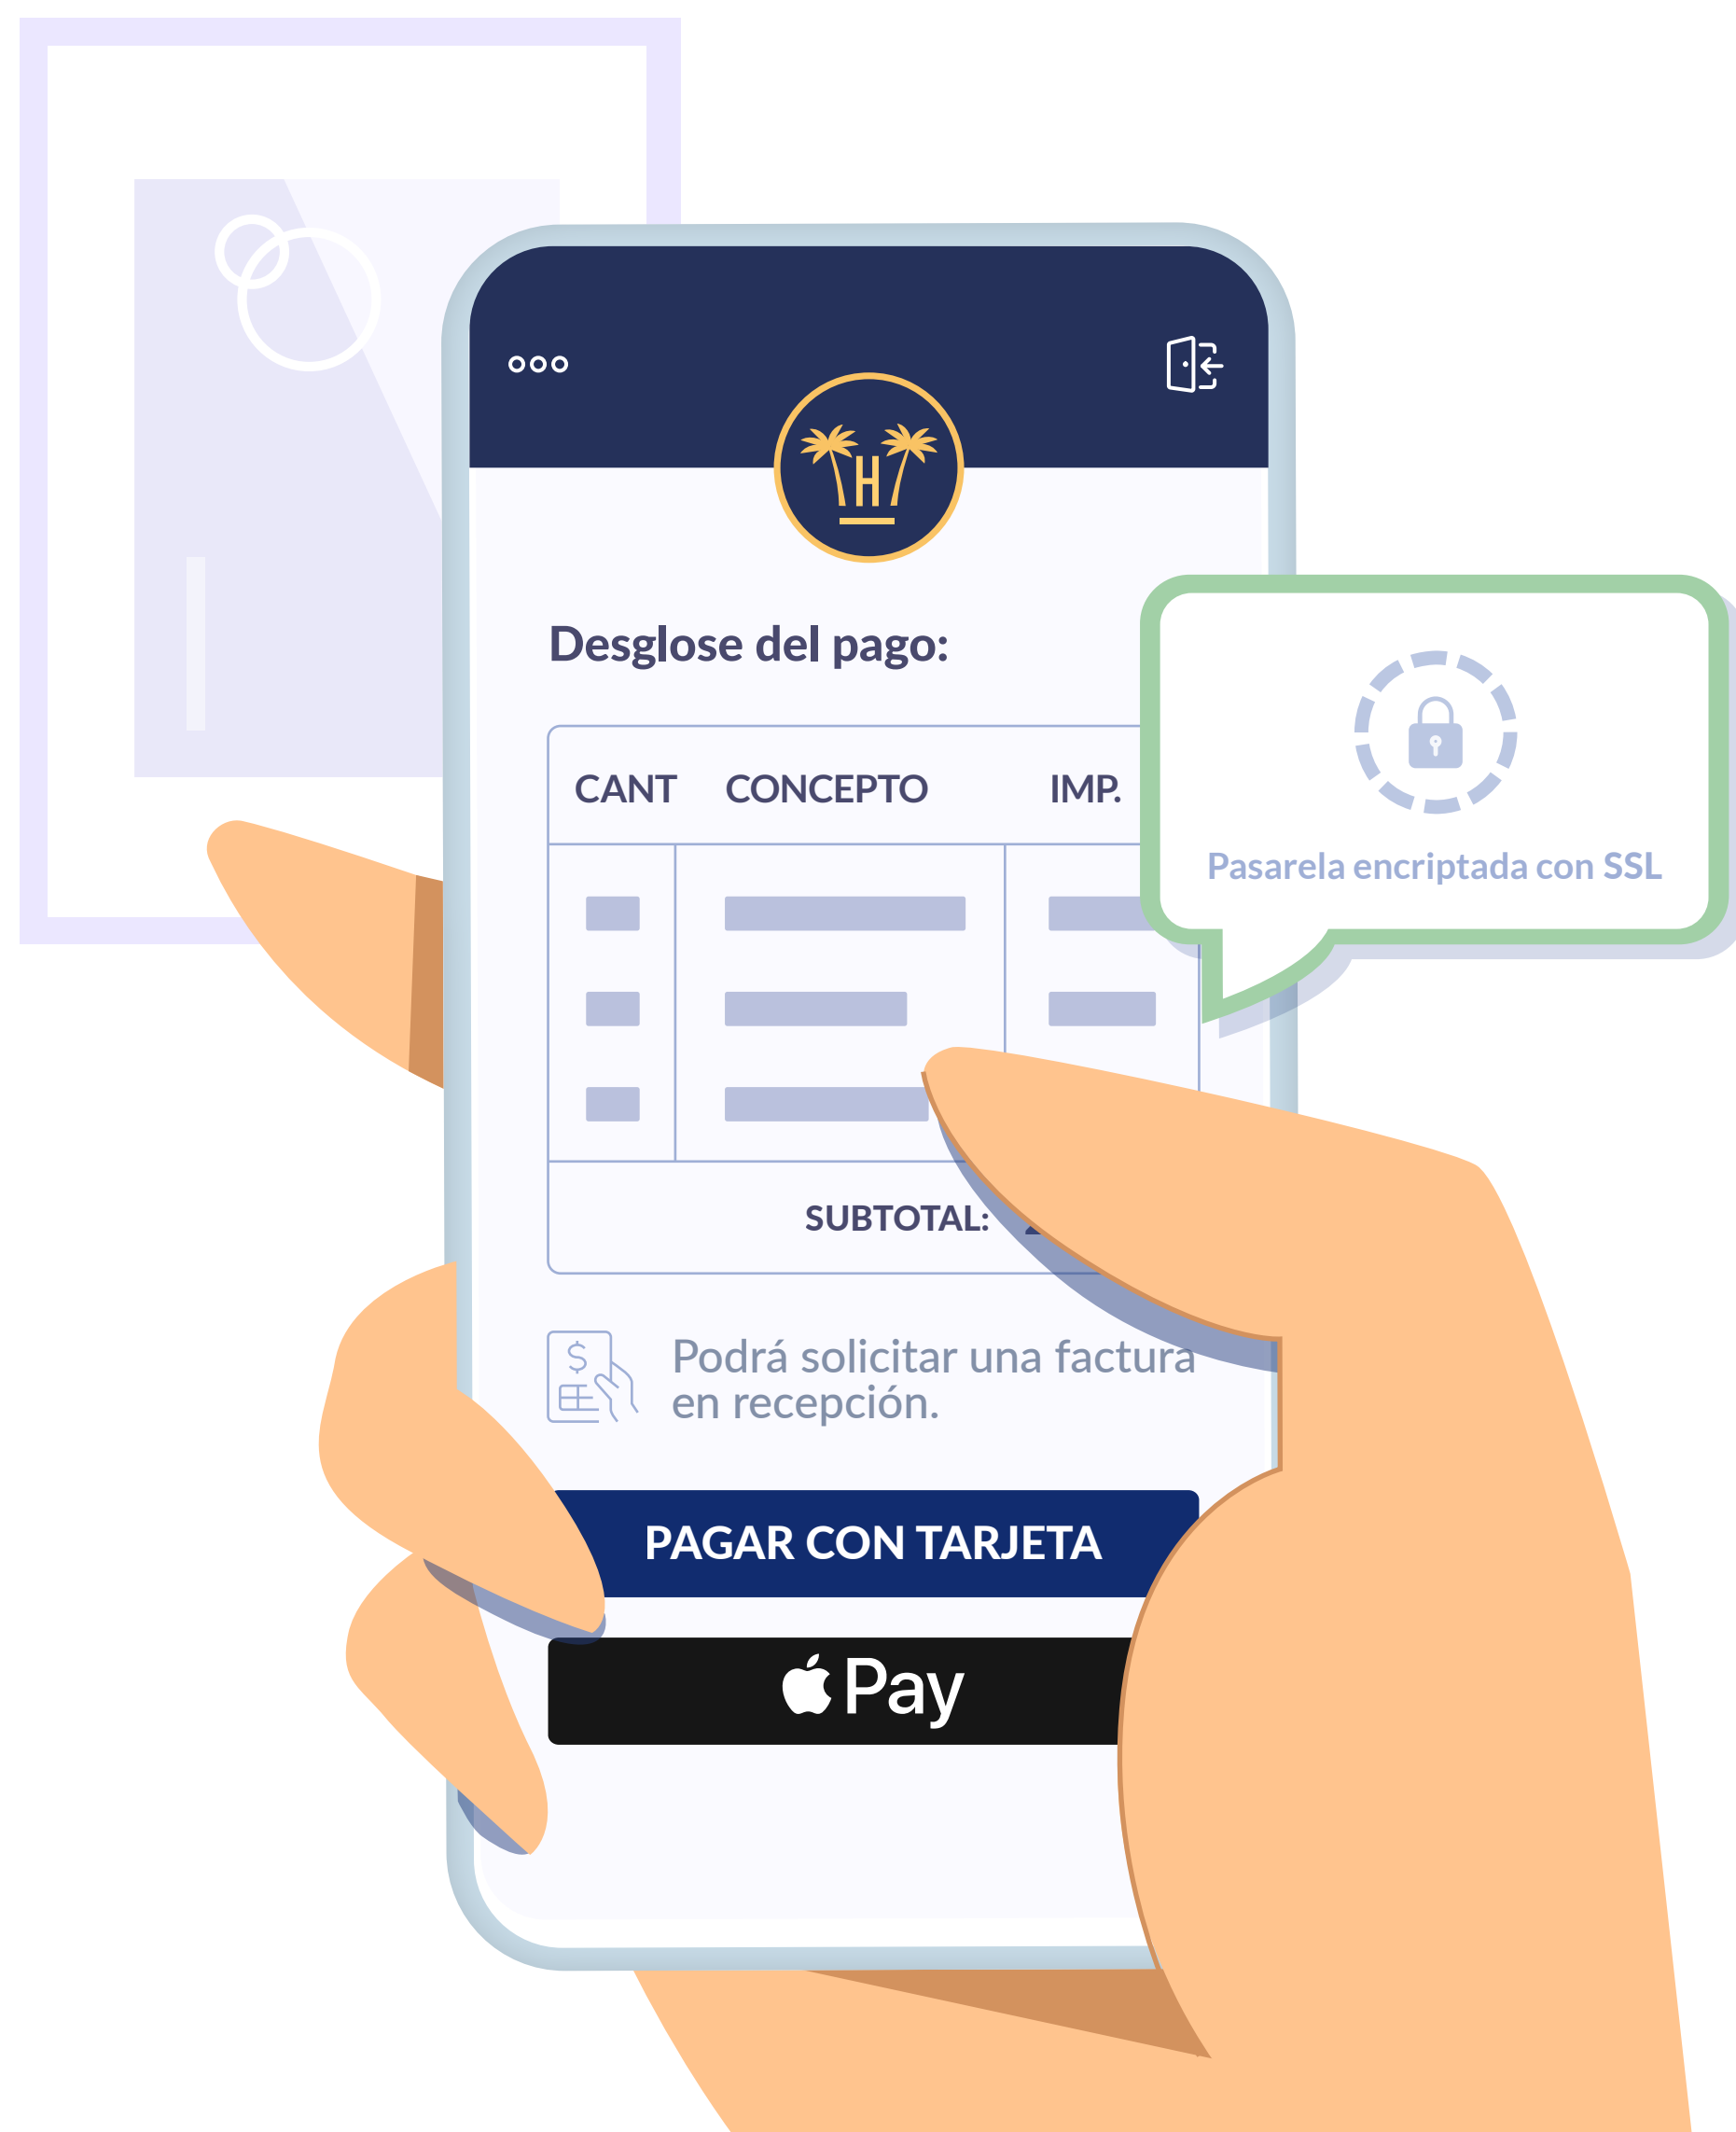 H
Desglose del pago:
CANT CONCEPTO IMP.
Pasarela encriptada con SSL
SUBTOTAL:
Podrá solicitar una factura
en recepción.
PAGAR CON TARJETA
Pay